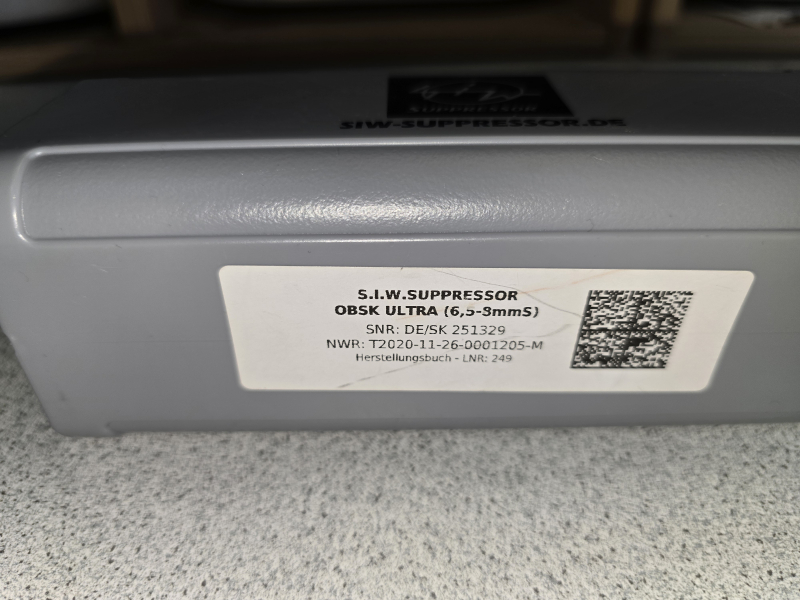 SUPPRESSOR
SIW-SUPPRESSOR.DE
S.I.W.SUPPRESSOR
OBSK ULTRA (6,5-8mmS)
SNR: DE/SK 251329
NWR: T2020-11-26-0001205-M
Herstellungsbuch - LNR: 249